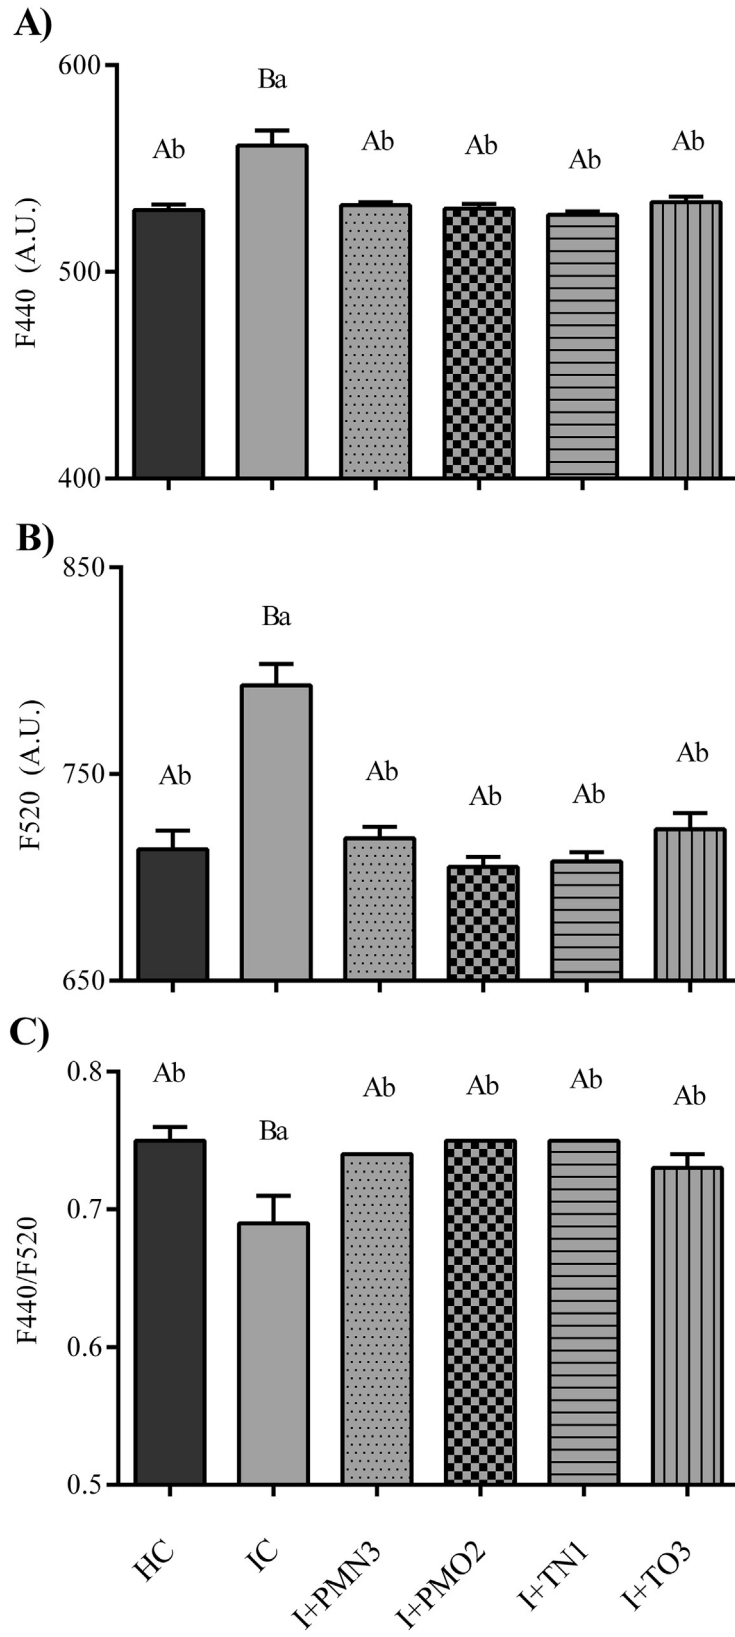 A)
600
500
400
F440 (A.U.)
Ab
Ba
Ab
Ab
Ab
Ab
B)
850
750
650
F520 (A.U.)
Ab
Ba
Ab
Ab
Ab
Ab
C)
0.8
0.7
0.6
0.5
F440/F520
Ab
Ba
Ab
Ab
Ab
Ab
HC
IC
I+PMN3
I+PMO2
I+TN1
I+TO3